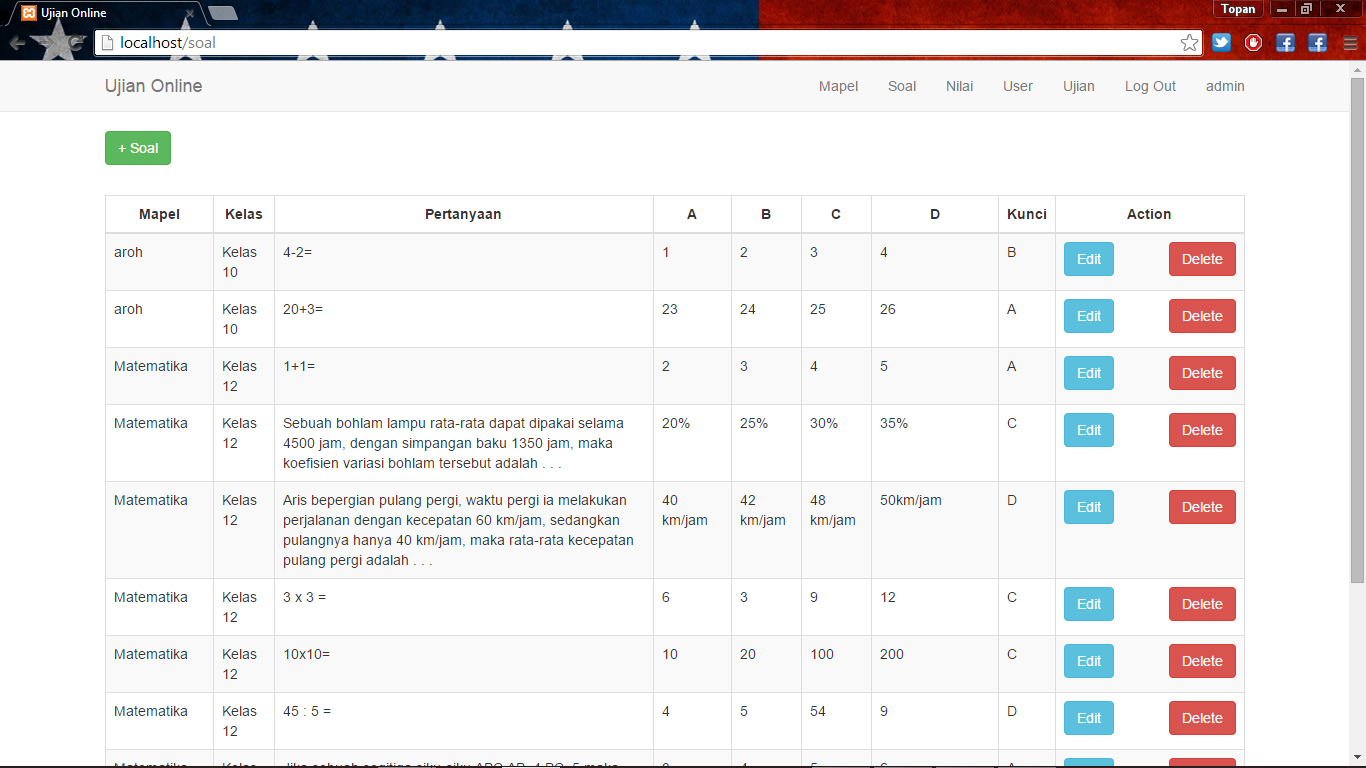 Ujian Online
Topan
localhost/soal
Ujian Online Mapel Soal Nilai User Ujian Log Out admin
+ Soal
Mapel Kelas Pertanyaan A B C D Kunci Action
aroh Kelas 4-2= 1 2 3 4 B Edit Delete
10
aroh Kelas 20+3= 23 24 25 26 A Edit Delete
10
Matematika Kelas 1+1= 2 3 4 5 A Edit Delete
12
Matematika Kelas Sebuah bohlam lampu rata-rata dapat dipakai selama 20% 25% 30% 35% C Edit Delete
12 4500 jam, dengan simpangan baku 1350 jam, maka
koefisien variasi bohlam tersebut adalah . . .
Matematika Kelas Aris bepergian pulang pergi, waktu pergi ia melakukan 40 42 48 50km/jam D Edit Delete
12 perjalanan dengan kecepatan 60 km/jam, sedangkan km/jam km/jam km/jam
pulangnya hanya 40 km/jam, maka rata-rata kecepatan
pulang pergi adalah . . .
Matematika Kelas 3 x 3 = 6 3 9 12 C Edit Delete
12
Matematika Kelas 10x10= 10 20 100 200 C Edit Delete
12
Matematika Kelas 45 : 5 = 4 5 54 9 D Edit Delete
12
Matematika Kelas